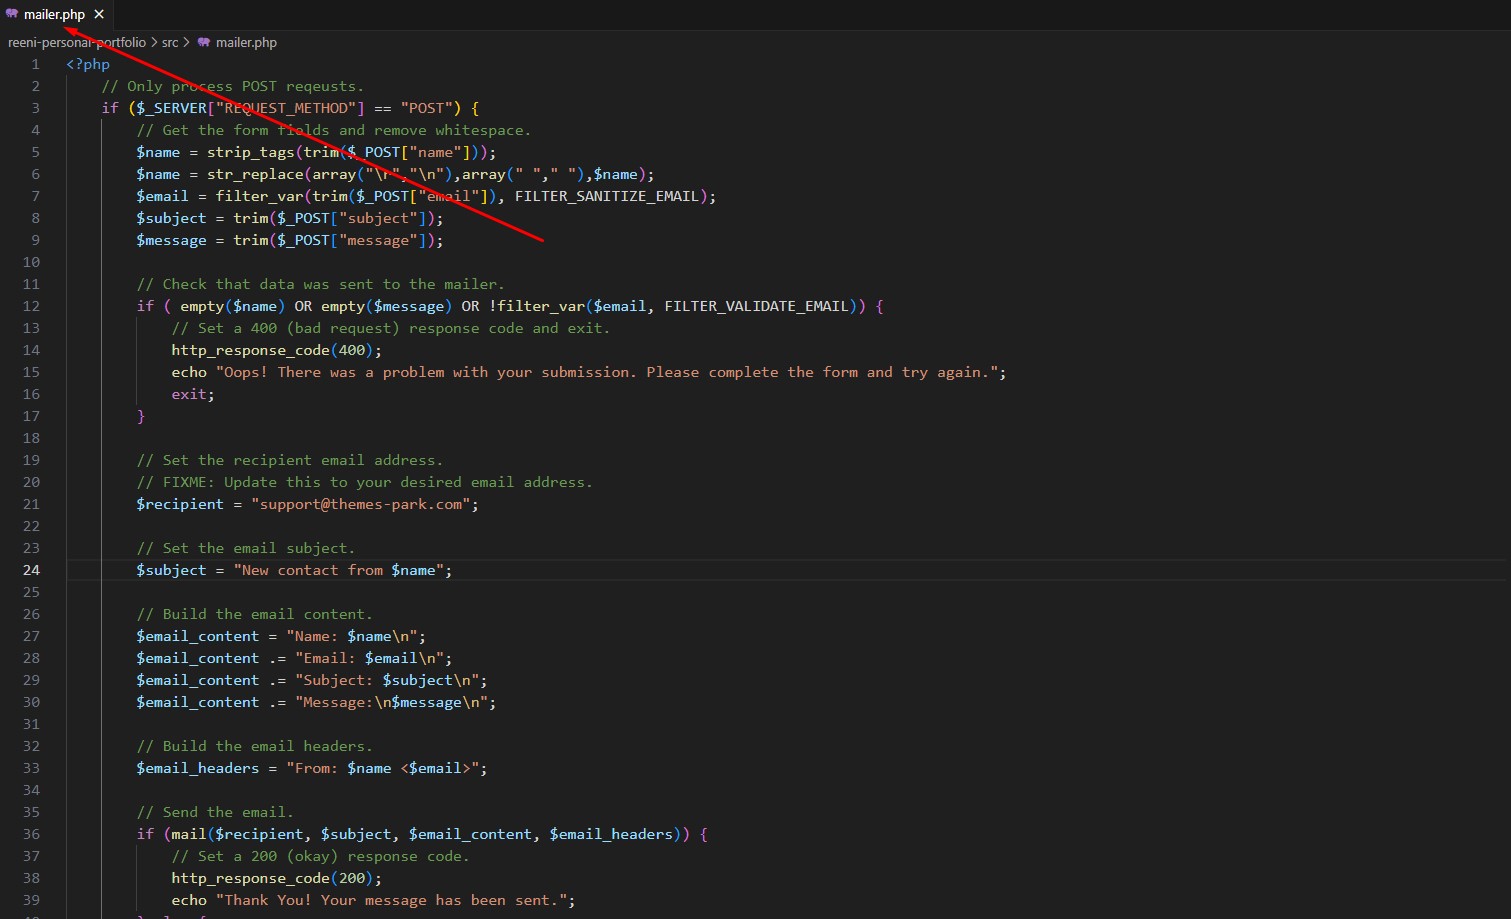 mailer.php ×
reeni-personal-portfolio > src > mailer.php
1 <?php
2 // Only process POST reqeusts.
3 if ($_SERVER["REQUEST_METHOD"] == "POST") {
4 // Get the form fields and remove whitespace.
5 $name = strip_tags(trim($_POST["name"]));
6 $name = str_replace(array("\r","\n"),array(" "," "),$name);
7 $email = filter_var(trim($_POST["email"]), FILTER_SANITIZE_EMAIL);
8 $subject = trim($_POST["subject"]);
9 $message = trim($_POST["message"]);
10
11 // Check that data was sent to the mailer.
12 if ( empty($name) OR empty($message) OR !filter_var($email, FILTER_VALIDATE_EMAIL)) {
13 // Set a 400 (bad request) response code and exit.
14 http_response_code(400);
15 echo "Oops! There was a problem with your submission. Please complete the form and try again.";
16 exit;
17 }
18
19 // Set the recipient email address.
20 // FIXME: Update this to your desired email address.
21 $recipient = "support@themes-park.com";
22
23 // Set the email subject.
24 $subject = "New contact from $name";
25
26 // Build the email content.
27 $email_content = "Name: $name\n";
28 $email_content .= "Email: $email\n";
29 $email_content .= "Subject: $subject\n";
30 $email_content .= "Message:\n$message\n";
31
32 // Build the email headers.
33 $email_headers = "From: $name <$email>";
34
35 // Send the email.
36 if (mail($recipient, $subject, $email_content, $email_headers)) {
37 // Set a 200 (okay) response code.
38 http_response_code(200);
39 echo "Thank You! Your message has been sent.";